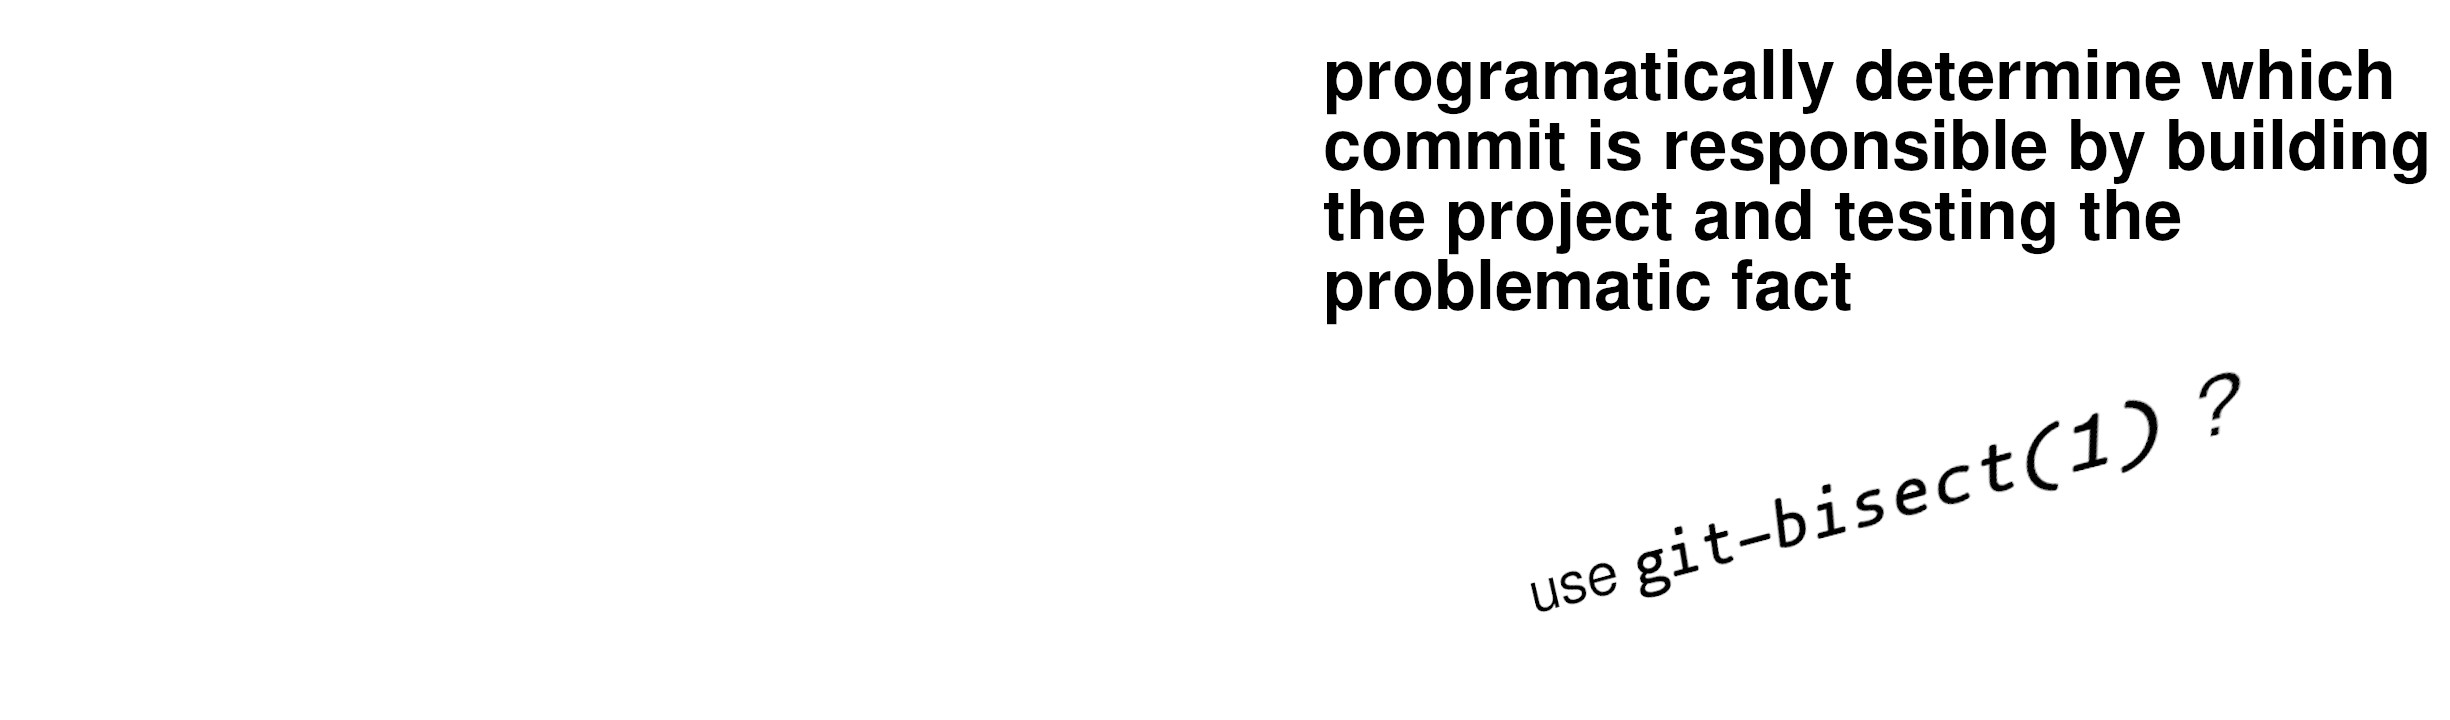 programatically determine which
commit is responsible by building
the project and testing the
problematic fact
use git-bisect(1) ?